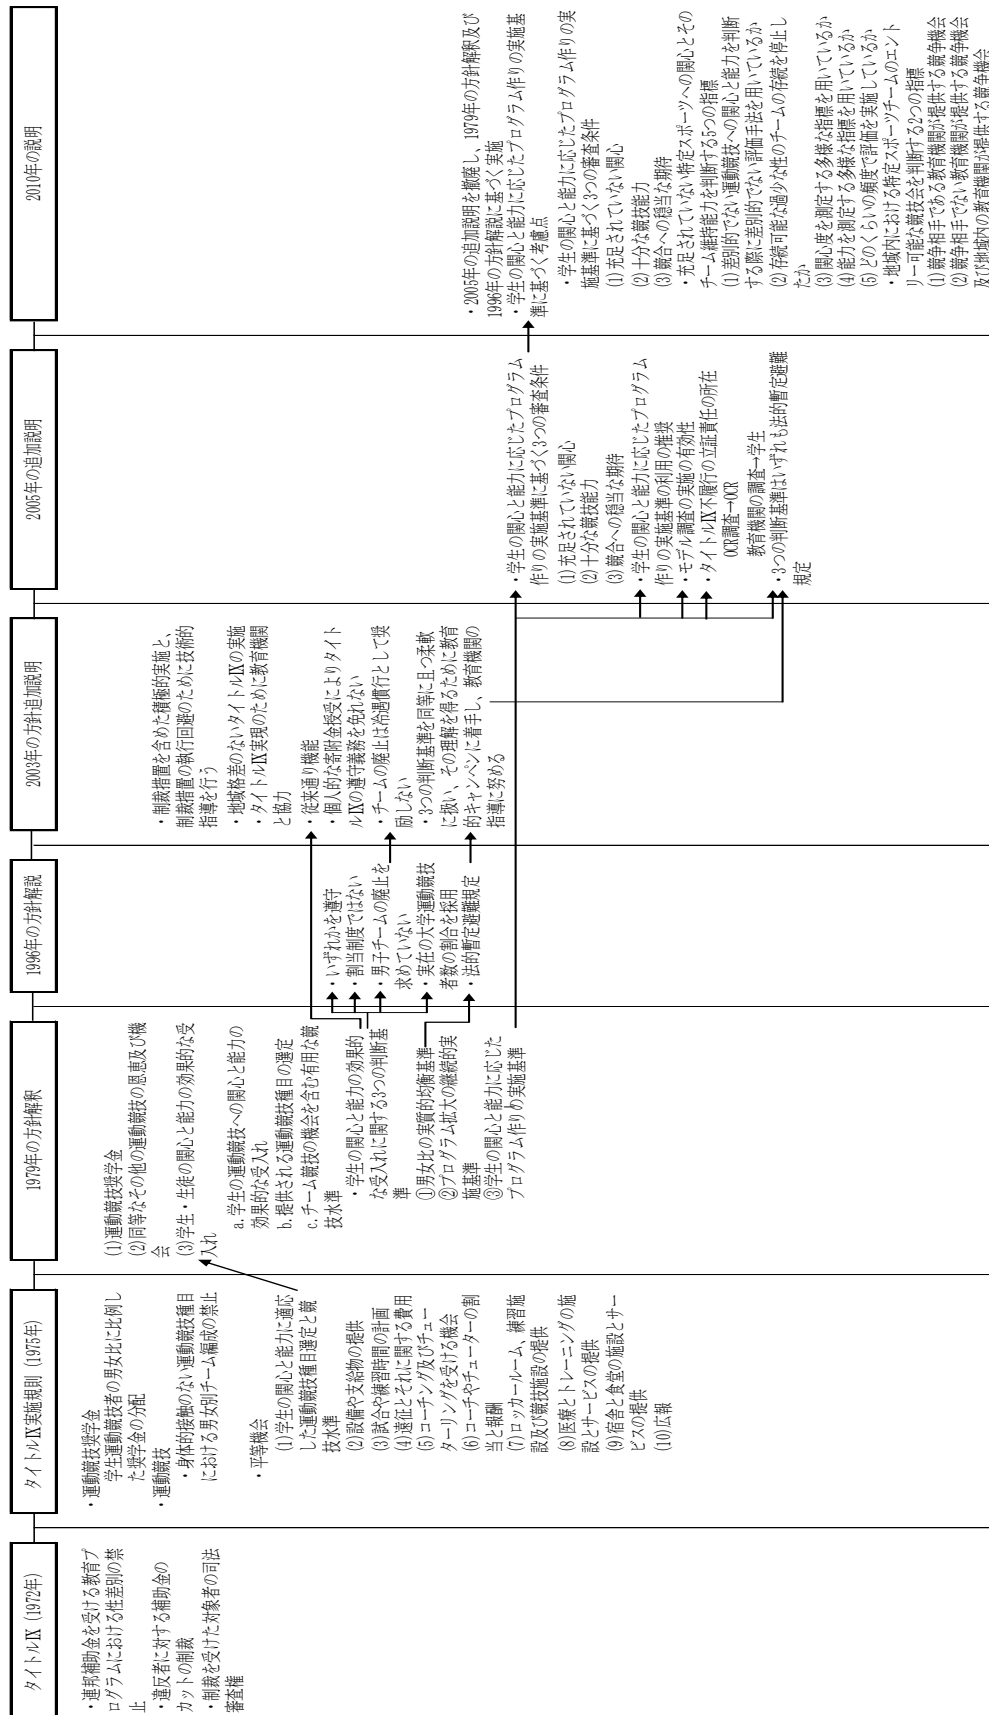 タイトルⅨ (1972年)
・連邦補助金を受ける教育プ
ログラムにおける性差別の禁
止
・違反者に対する補助金の
カットの制裁
・制裁を受けた対象者の司法
審査権
タイトルⅨ実施規則 (1975年)
・運動競技奨学金
学生運動競技者の男女比に比例し
た奨学金の分配
・運動競技
・身体的接触のない運動競技種目
における男女別チーム編成の禁止
・平等機会
(1)学生の関心と能力に適応
した運動競技種目選定と競
技水準
(2)設備や支給物の提供
(3)試合や練習時間の計画
(4)遠征とそれに関する費用
(5)コーチング及びチュー
ターリングを受ける機会
(6)コーチやチューターの割
当と報酬
(7)ロッカールーム、練習施
設及び競技施設の提供
(8)医療とトレーニングの施
設とサービスの提供
(9)宿舎と食堂の施設とサー
ビスの提供
(10)広報
1979年の方針解釈
(1)運動競技奨学金
(2)同等なその他の運動競技の恩恵及び機
会
(3)学生・生徒の関心と能力の効果的な受
入れ
a. 学生の運動競技への関心と能力の
効果的な受入れ
b. 提供される運動競技種目の選定
c. チーム競技の機会を含む有用な競
技水準
・学生の関心と能力の効果的
な受入れに関する3つの判断基
準
①男女比の実質的均衡基準
②プログラム拡大の継続的実
施基準
③学生の関心と能力に応じた
プログラム作りの実施基準
1996年の方針解説
・いずれかを遵守
・割当制度ではない
・男子チームの廃止を
求めていない
・実在の大学運動競技
者数の割合を採用
・法的暫定避難規定
2003年の方針追加説明
・制裁措置を含めた積極的実施と、
制裁措置の執行回避のために技術的
指導を行う
・地域格差のないタイトルⅨの実施
・タイトルⅨ実現のために教育機関
と協力
・従来通り機能
・個人的な寄附金授受によりタイト
ルⅨの遵守義務を免れない
・チームの廃止は冷遇慣行として奨
励しない
・3つの判断基準を同等に且つ柔軟
に扱い、その理解を得るために教育
的キャンペンに着手し、教育機関の
指導に努める
2005年の追加説明
・学生の関心と能力に応じたプログラム
作りの実施基準に基づく3つの審査条件
(1)充足されていない関心
(2)十分な競技能力
(3)競合への穏当な期待
・学生の関心と能力に応じたプログラム
作りの実施基準の利用の推奨
・モデル調査の実施の有効性
・タイトルⅨ不履行の立証責任の所在
OCR調査→OCR
教育機関の調査→学生
・3つの判断基準はいずれも法的暫定避難
規定
2010年の説明
・2005年の追加説明を撤廃し、1979年の方針解釈及び
1996年の方針解説に基づく実施
・学生の関心と能力に応じたプログラム作りの実施基
準に基づく考慮点
・学生の関心と能力に応じたプログラム作りの実
施基準に基づく3つの審査条件
(1)充足されていない関心
(2)十分な競技能力
(3)競合への穏当な期待
・充足されていない特定スポーツへの関心とその
チーム維持能力を判断する5つの指標
(1)差別的でない運動競技への関心と能力を判断
する際に差別的でない評価手法を用いているか
(2)存続可能な過少な性のチームの存続を停止し
たか
(3)関心度を測定する多様な指標を用いているか
(4)能力を測定する多様な指標を用いているか
(5)どのくらいの頻度で評価を実施しているか
・地域内における特定スポーツチームのエント
リー可能な競技会を判断する2つの指標
(1)競争相手である教育機関が提供する競争機会
(2)競争相手でない教育機関が提供する競争機会
及び地域内の教育機関が提供する競争機会